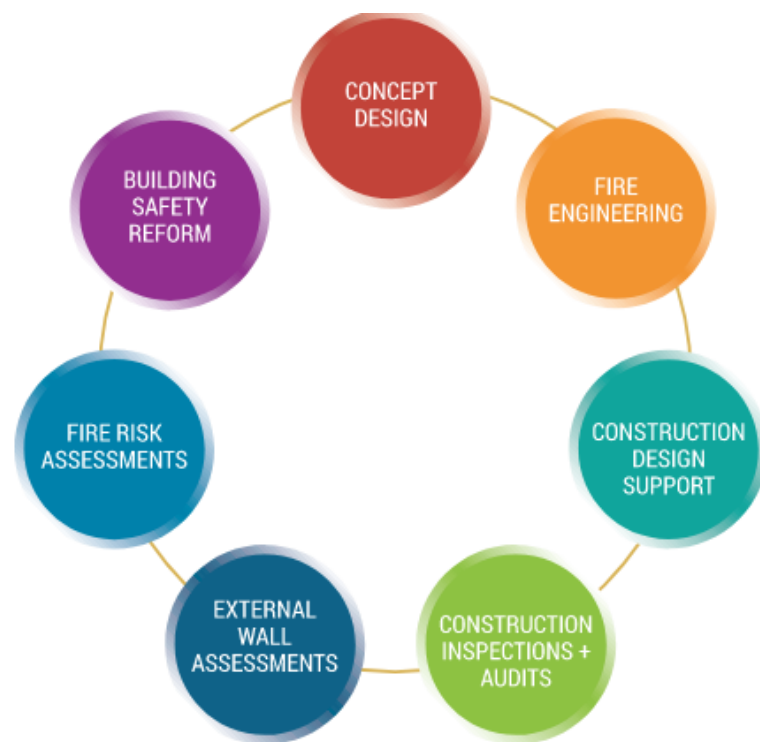 CONCEPT
DESIGN
FIRE
ENGINEERING
CONSTRUCTION
DESIGN
SUPPORT
CONSTRUCTION
INSPECTIONS +
AUDITS
EXTERNAL
WALL
ASSESSMENTS
FIRE RISK
ASSESSMENTS
BUILDING
SAFETY
REFORM